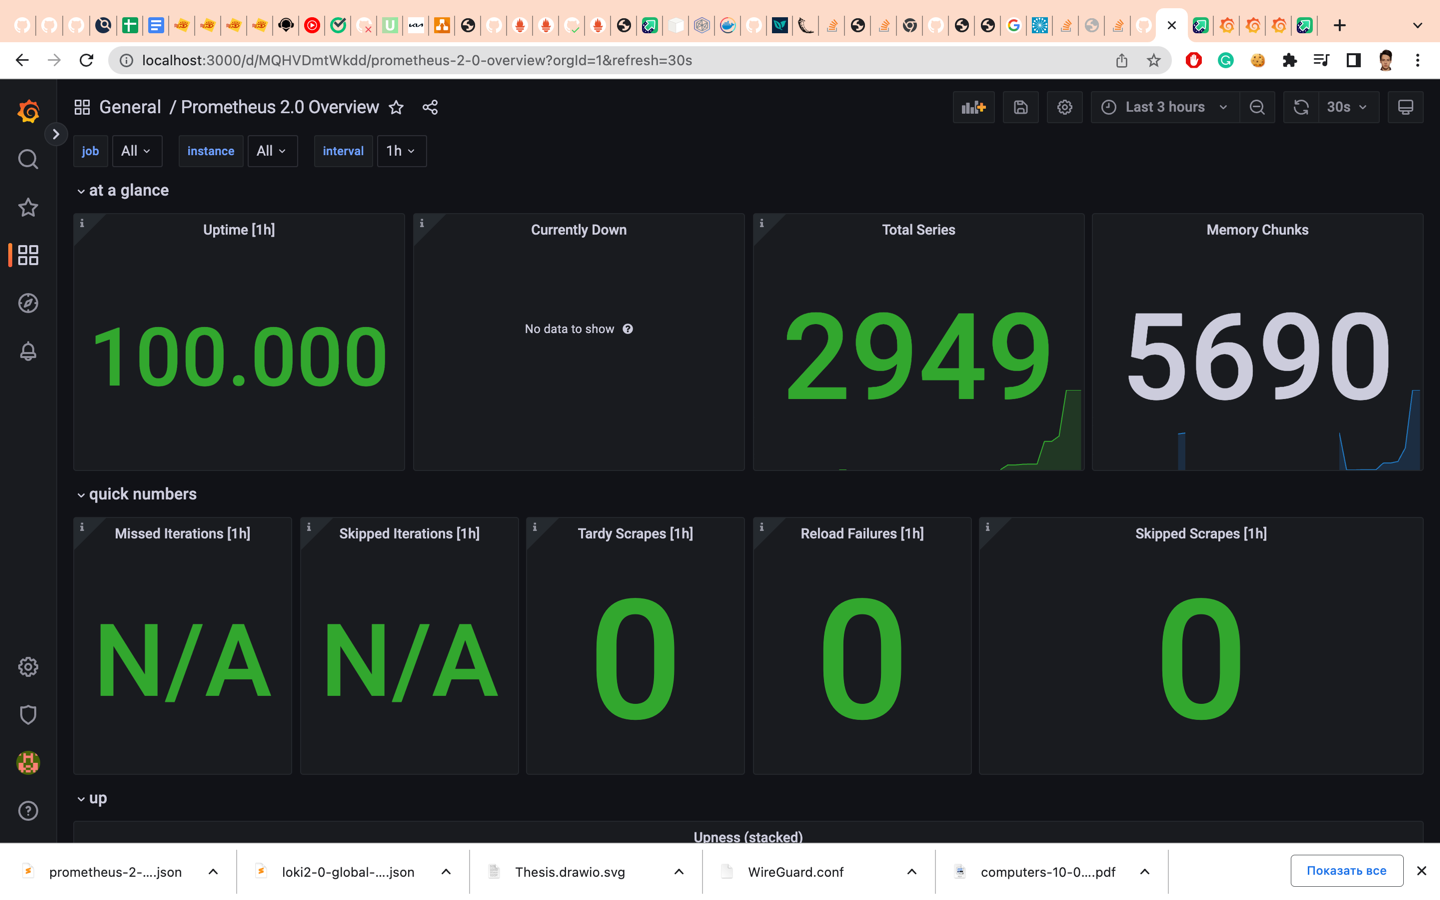 localhost:3000/d/MQHVDmtWkdd/prometheus-2-0-overview?orgId=1&refresh=30s
General / Prometheus 2.0 Overview
Last 3 hours
30s
job All instance All interval 1h
at a glance
Uptime [1h]
100.000
Currently Down
No data to show
Total Series
2949
Memory Chunks
5690
quick numbers
Missed Iterations [1h]
N/A
Skipped Iterations [1h]
N/A
Tardy Scrapes [1h]
0
Reload Failures [1h]
0
Skipped Scrapes [1h]
0
up
Upness (stacked)
prometheus-2-....json
loki2-0-global-....json
Thesis.drawio.svg
WireGuard.conf
computers-10-0....pdf
Показать все